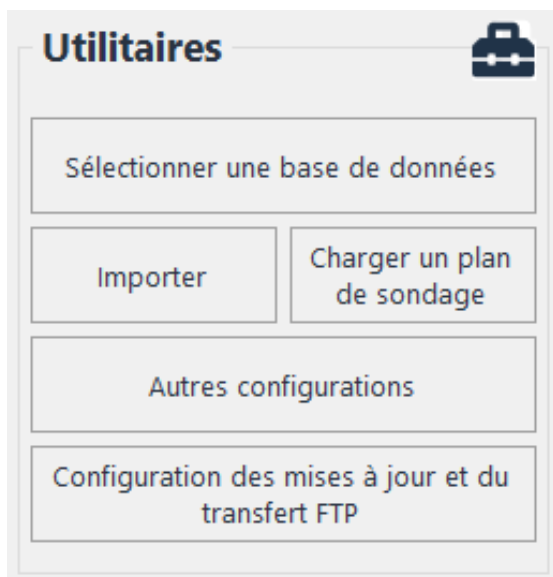 Utilitaires
Sélectionner une base de données
Importer
Charger un plan
de sondage
Autres configurations
Configuration des mises à jour et du
transfert FTP